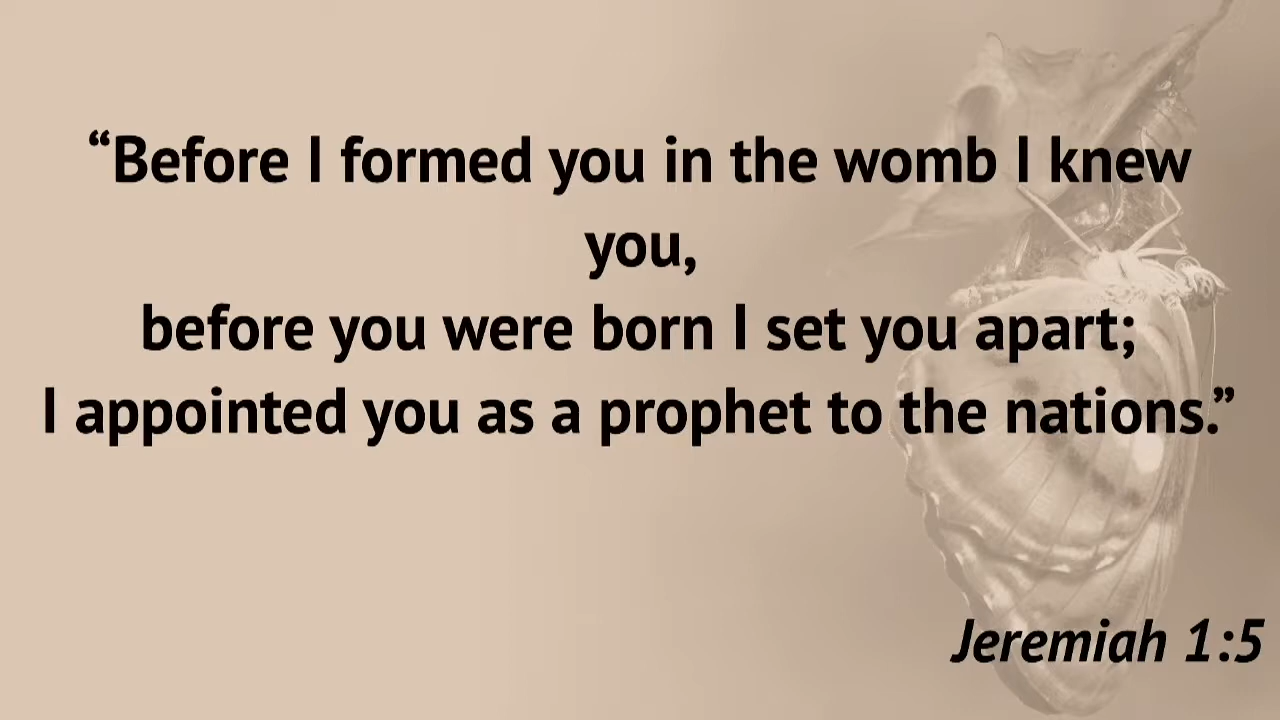 “Before I formed you in the womb I knew
you,
before you were born I set you apart;
I appointed you as a prophet to the nations.”
Jeremiah 1:5